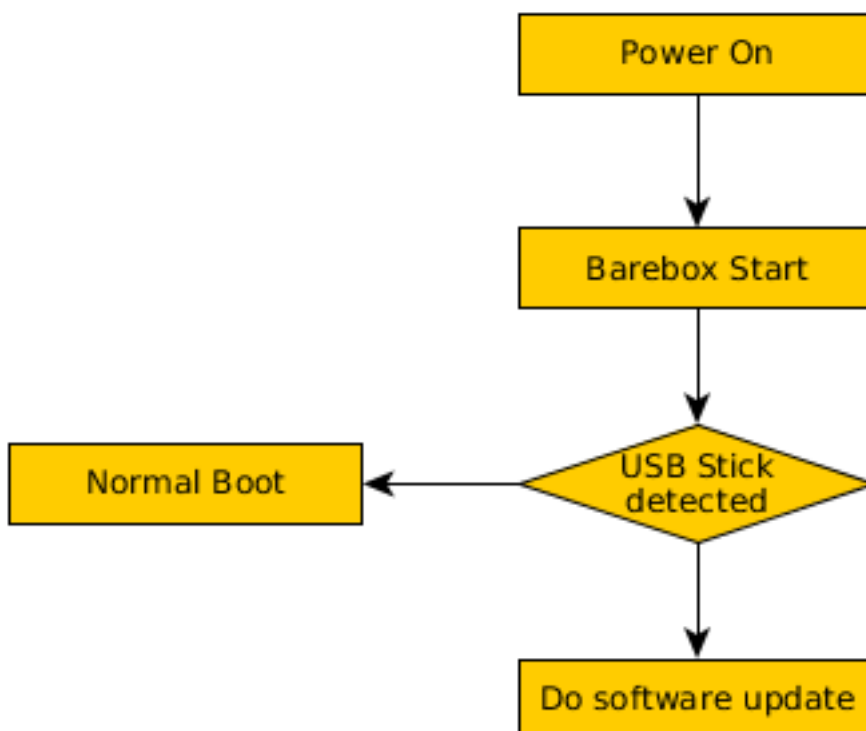 Power On
Barebox Start
USB Stick
detected
Normal Boot
Do software update